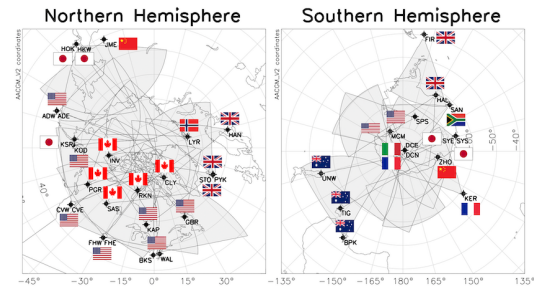 Northern Hemisphere
Southern Hemisphere
AACGM_V2 coordinates
HOK HKW
JME
ADW ADE
KSR
KOD
INV
LYR
HAN
STO PYK
CLY
RKN
PGR
SAS
CVW CVE
GBR
KAP
FHW FHE
BKS
WAL
40°
-45°
-30°
-15°
0°
15°
30°
AACGM_V2 coordinates
FIR
HAL
SAN
SPS
MCM
SYE SYS
DCE
DCN
ZHO
UNW
KER
TIG
BPK
-50°
-40°
-135°
-150°
-165°
180°
165°
150°
135°